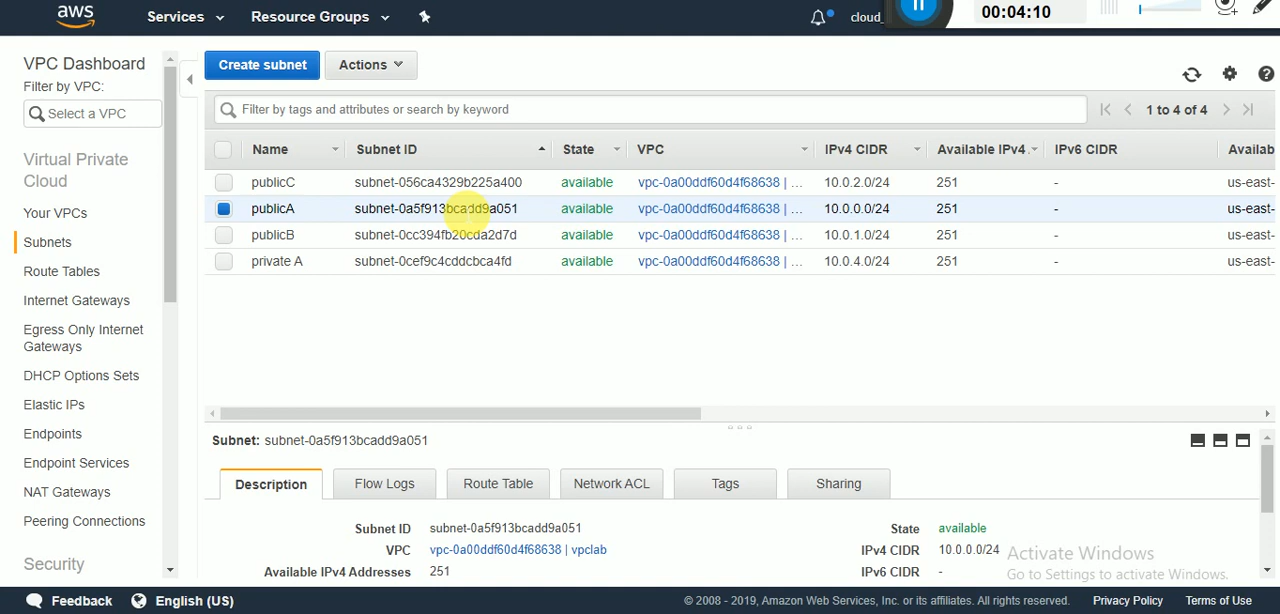 aws Services Resource Groups cloud_ 00:04:10
VPC Dashboard
Filter by VPC:
Select a VPC
Virtual Private
Cloud
Your VPCs
Subnets
Route Tables
Internet Gateways
Egress Only Internet
Gateways
DHCP Options Sets
Elastic IPs
Endpoints
Endpoint Services
NAT Gateways
Peering Connections
Security
Create subnet Actions
Filter by tags and attributes or search by keyword 1 to 4 of 4
Name Subnet ID State VPC IPv4 CIDR Available IPv4 IPv6 CIDR Availab
publicC subnet-056ca4329b225a400 available vpc-0a00ddf60d4f68638 | ... 10.0.2.0/24 251 - us-east-
publicA subnet-0a5f913bcadd9a051 available vpc-0a00ddf60d4f68638 | ... 10.0.0.0/24 251 - us-east-
publicB subnet-0cc394fb20cda2d7d available vpc-0a00ddf60d4f68638 | ... 10.0.1.0/24 251 - us-east-
private A subnet-0cef9c4cddcbca4fd available vpc-0a00ddf60d4f68638 | ... 10.0.4.0/24 251 - us-east-
Subnet: subnet-0a5f913bcadd9a051
Description Flow Logs Route Table Network ACL Tags Sharing
Subnet ID subnet-0a5f913bcadd9a051 State available
VPC vpc-0a00ddf60d4f68638 | vpclab IPv4 CIDR 10.0.0.0/24
Available IPv4 Addresses 251 IPv6 CIDR -
Activate Windows
Go to Settings to activate Windows.
Feedback English (US) © 2008 - 2019, Amazon Web Services, Inc. or its affiliates. All rights reserved. Privacy Policy Terms of Use